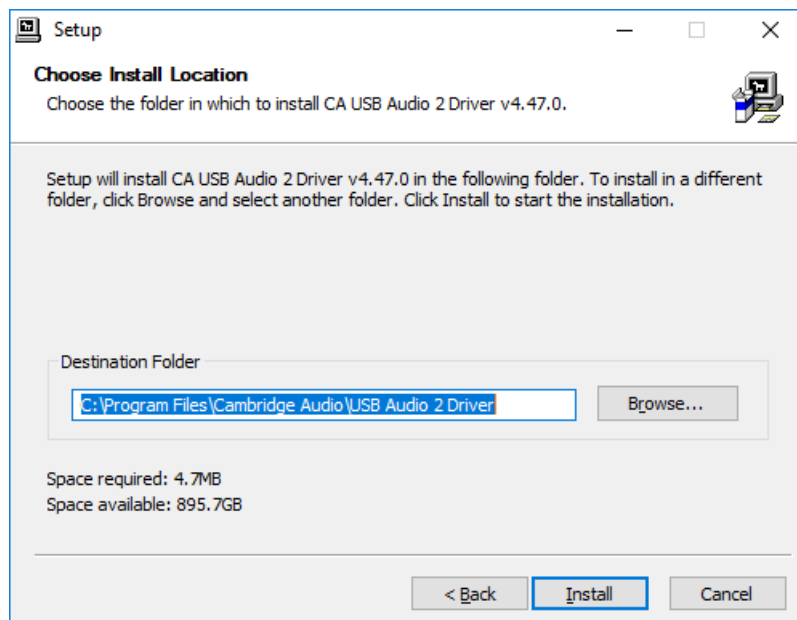 Setup
Choose Install Location
Choose the folder in which to install CA USB Audio 2 Driver v4.47.0.
Setup will install CA USB Audio 2 Driver v4.47.0 in the following folder. To install in a different
folder, click Browse and select another folder. Click Install to start the installation.
Destination Folder
C:\Program Files\Cambridge Audio\USB Audio 2 Driver
Browse...
Space required: 4.7MB
Space available: 895.7GB
< Back
Install
Cancel